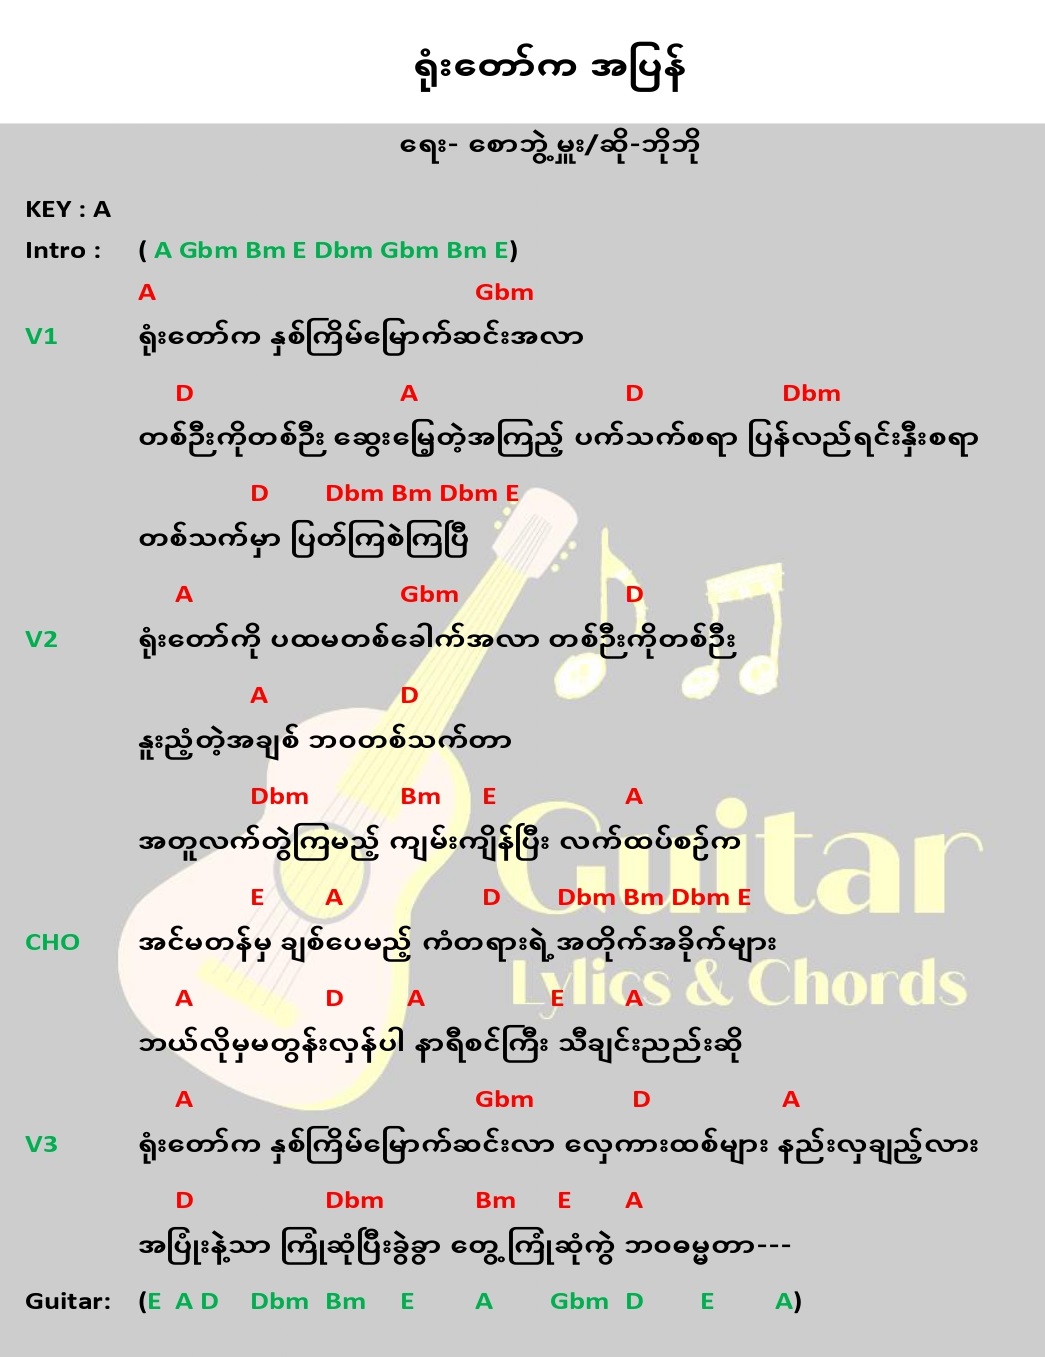 ရုံးတော်က အပြန်
ရေး- စောဘွဲ့မှူး/ဆို-ဘိုဘို
KEY : A
Intro : ( A Gbm Bm E Dbm Gbm Bm E)
A Gbm
V1 ရုံးတော်က နှစ်ကြိမ်မြောက်ဆင်းအလာ
D A D Dbm
တစ်ဦးကိုတစ်ဦး ဆွေးမြွေ့တဲ့အကြည့် ပက်သက်စရာ ပြန်လည်ရင်းနှီးစရာ
D Dbm Bm Dbm E
တစ်သက်မှာ ပြတ်ကြစဲကြပြီ
A Gbm D
V2 ရုံးတော်ကို ပထမတစ်ခေါက်အလာ တစ်ဦးကိုတစ်ဦး
A D
နူးညံ့တဲ့အချစ် ဘဝတစ်သက်တာ
Dbm Bm E A
အတူလက်တွဲကြမည့် ကျမ်းကျိန်ပြီး လက်ထပ်စဉ်က
E A D Dbm Bm Dbm E
CHO အင်မတန်မှ ချစ်ပေမည့် ကံတရားရဲ့အတိုက်အခိုက်များ
A D A E A
ဘယ်လိုမှမတွန်းလှန်ပါ နာရီစင်ကြီး သီချင်းညည်းဆို
A Gbm D A
V3 ရုံးတော်က နှစ်ကြိမ်မြောက်ဆင်းလာ လှေကားထစ်များ နည်းလှချည့်လား
D Dbm Bm E A
အပြုံးနဲ့သာ ကြုံဆုံပြီးခွဲခွာ တွေ့ကြုံဆုံကွဲ ဘဝဓမ္မတာ---
Guitar: (E A D Dbm Bm E A Gbm D E A)
Guitar
Lylics & Chords